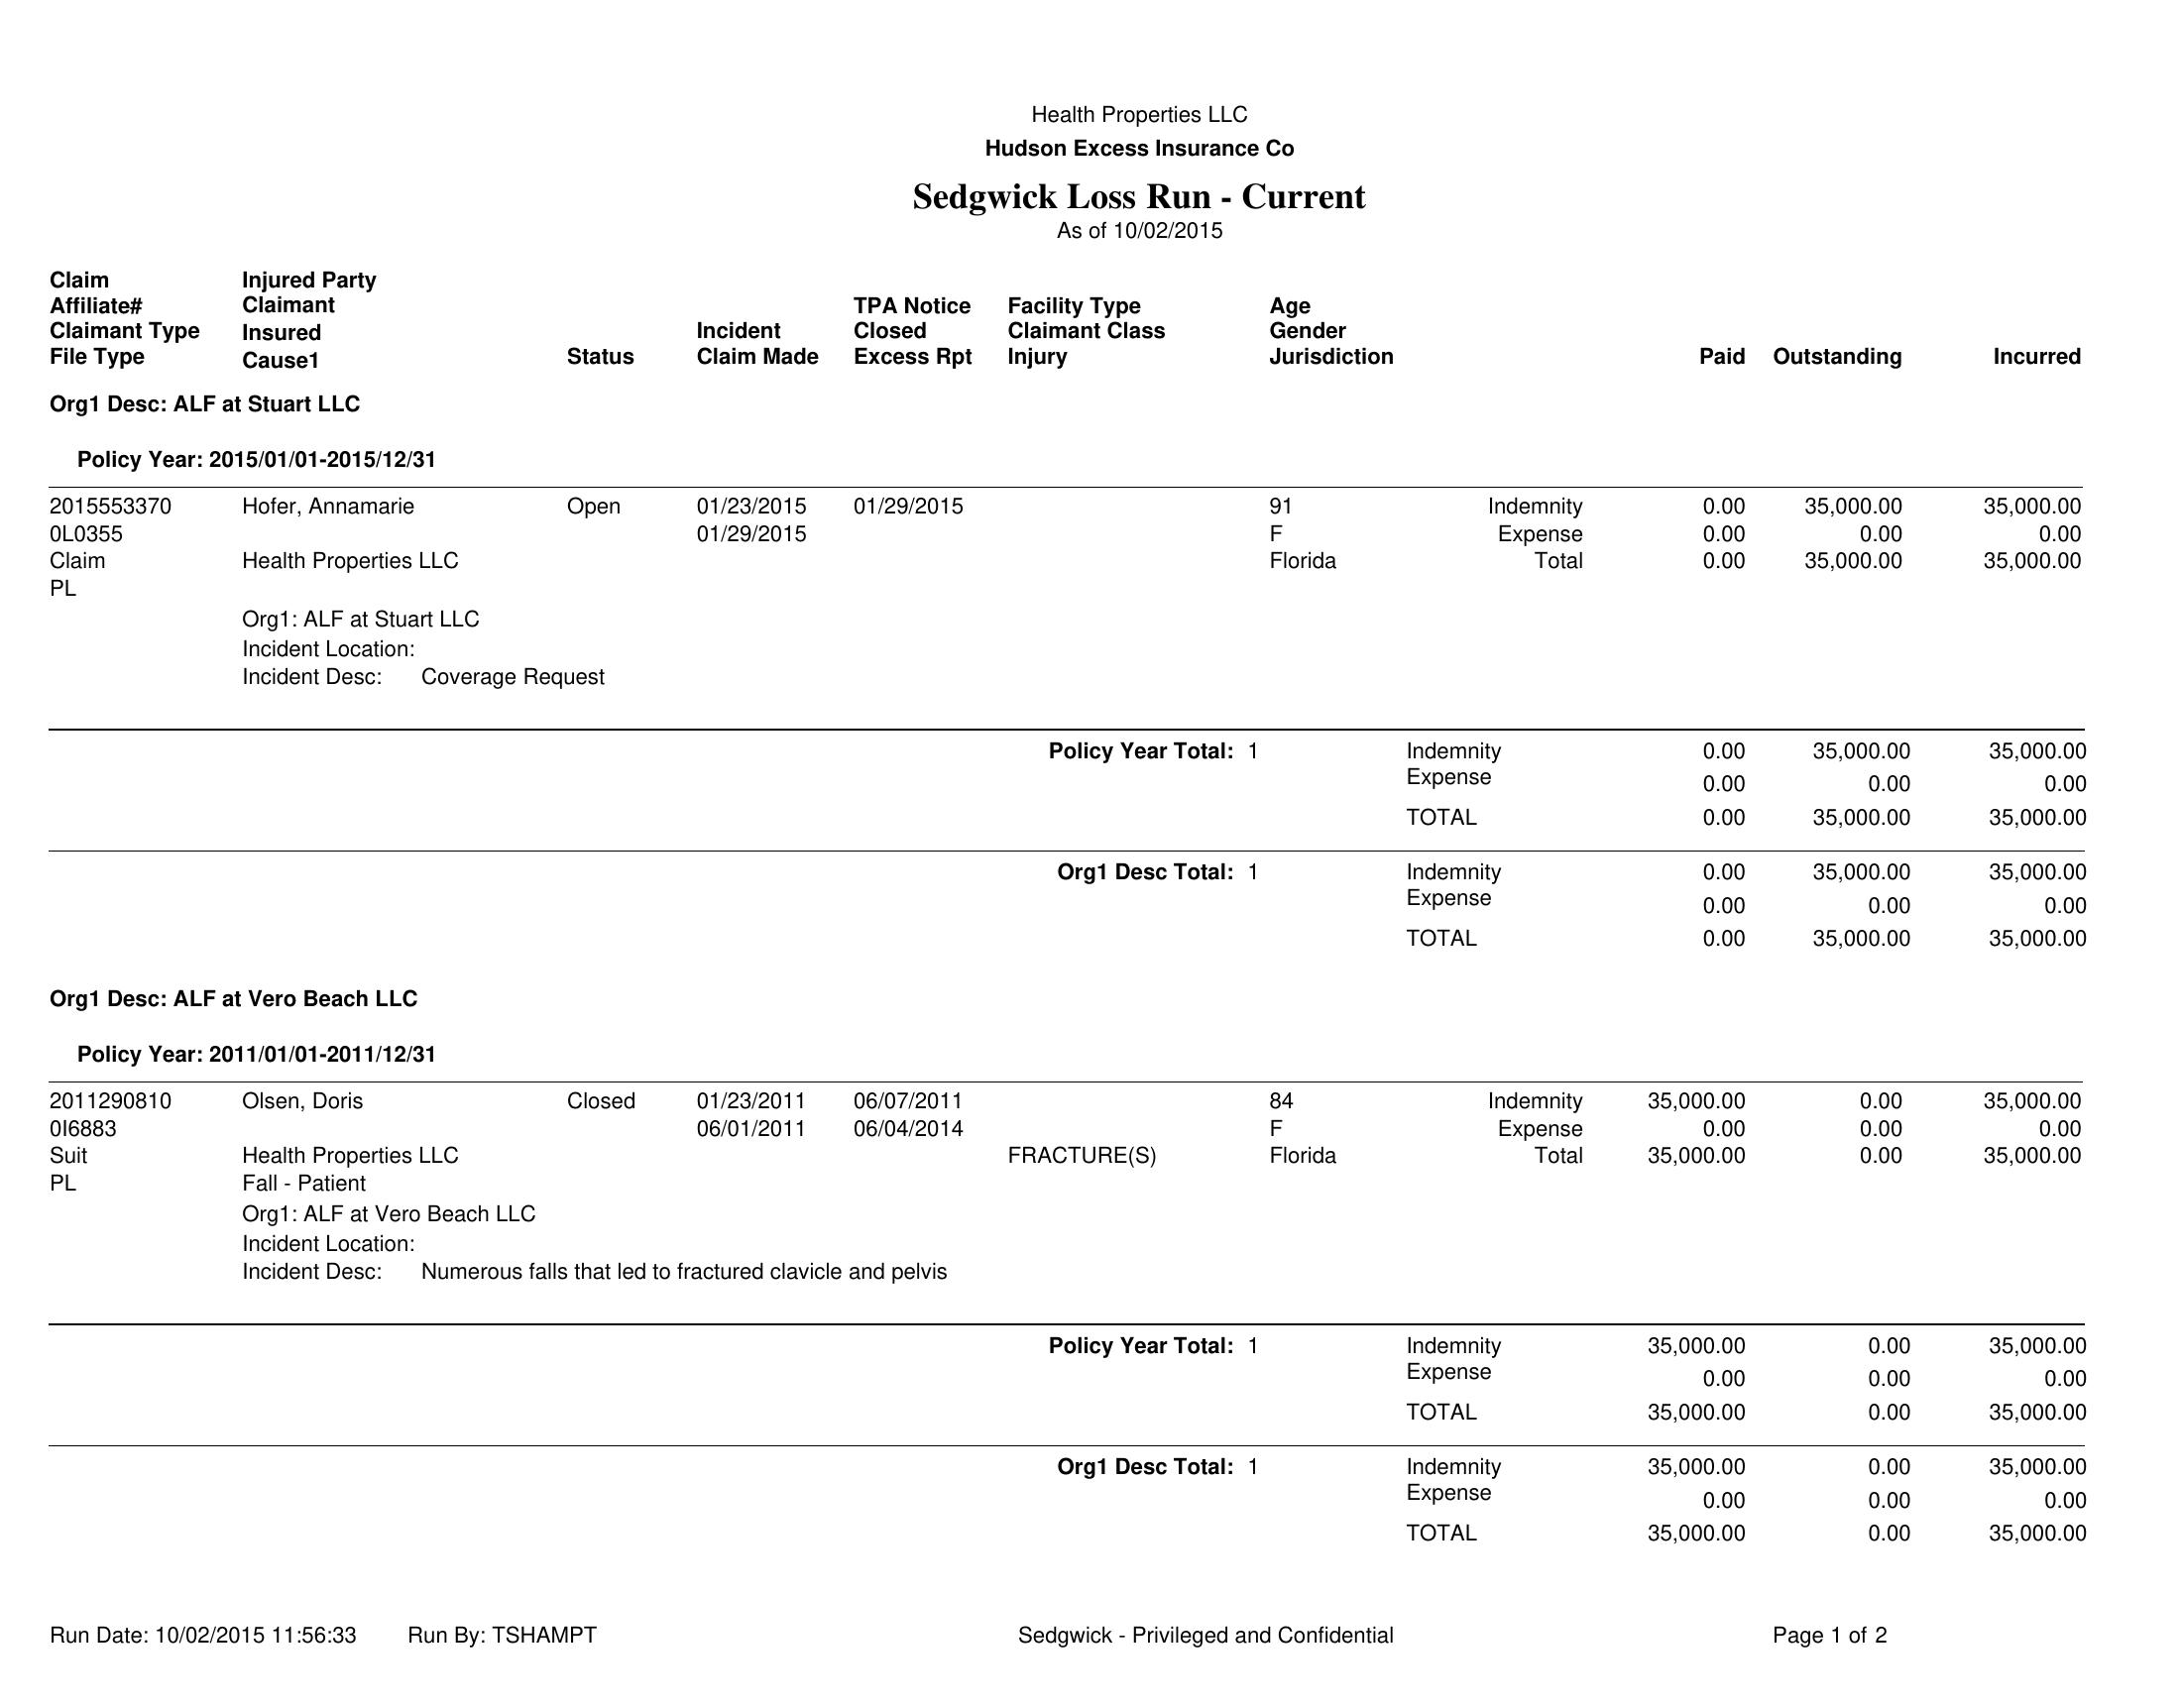 Health Properties LLC
Hudson Excess Insurance Co
Sedgwick Loss Run - Current
As of 10/02/2015
Claim Injured Party
Affiliate# Claimant TPA Notice Facility Type Age
Claimant Type Insured Incident Closed Claimant Class Gender
File Type Cause1 Status Claim Made Excess Rpt Injury Jurisdiction Paid Outstanding Incurred
Org1 Desc: ALF at Stuart LLC
Policy Year: 2015/01/01-2015/12/31
2015553370 Hofer, Annamarie Open 01/23/2015 01/29/2015 91 Indemnity 0.00 35,000.00 35,000.00
0L0355 01/29/2015 F Expense 0.00 0.00 0.00
Claim Health Properties LLC Florida Total 0.00 35,000.00 35,000.00
PL
Org1: ALF at Stuart LLC
Incident Location:
Incident Desc: Coverage Request
Policy Year Total: 1 Indemnity 0.00 35,000.00 35,000.00
Expense 0.00 0.00 0.00
TOTAL 0.00 35,000.00 35,000.00
Org1 Desc Total: 1 Indemnity 0.00 35,000.00 35,000.00
Expense 0.00 0.00 0.00
TOTAL 0.00 35,000.00 35,000.00
Org1 Desc: ALF at Vero Beach LLC
Policy Year: 2011/01/01-2011/12/31
2011290810 Olsen, Doris Closed 01/23/2011 06/07/2011 84 Indemnity 35,000.00 0.00 35,000.00
0I6883 06/01/2011 06/04/2014 F Expense 0.00 0.00 0.00
Suit Health Properties LLC FRACTURE(S) Florida Total 35,000.00 0.00 35,000.00
PL Fall - Patient
Org1: ALF at Vero Beach LLC
Incident Location:
Incident Desc: Numerous falls that led to fractured clavicle and pelvis
Policy Year Total: 1 Indemnity 35,000.00 0.00 35,000.00
Expense 0.00 0.00 0.00
TOTAL 35,000.00 0.00 35,000.00
Org1 Desc Total: 1 Indemnity 35,000.00 0.00 35,000.00
Expense 0.00 0.00 0.00
TOTAL 35,000.00 0.00 35,000.00
Run Date: 10/02/2015 11:56:33 Run By: TSHAMPT Sedgwick - Privileged and Confidential Page 1 of 2